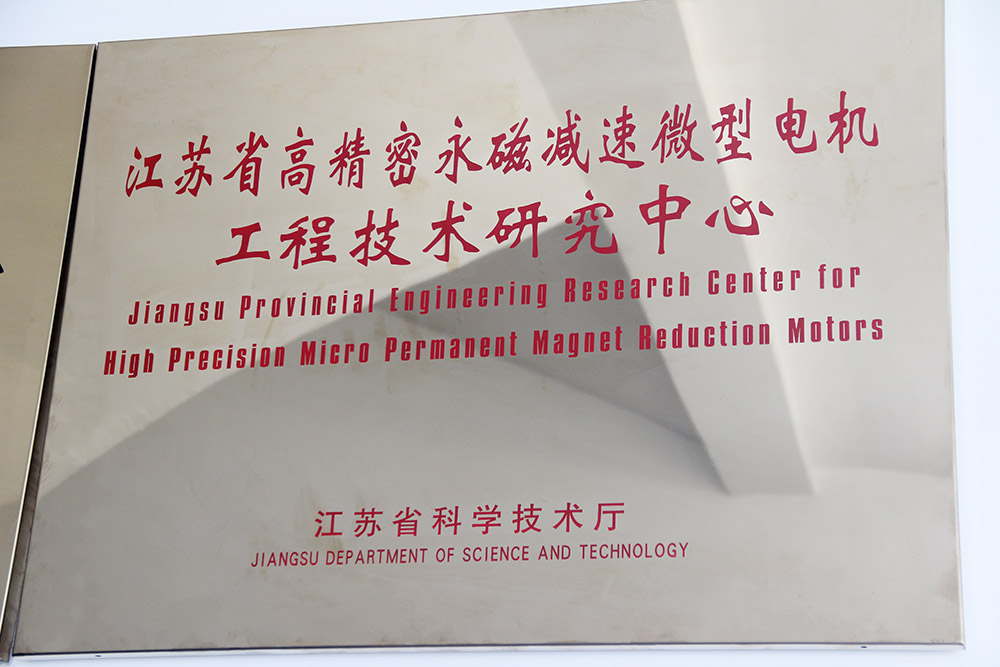 江苏省高精密永磁减速微型电机
工程技术研究中心
Jiangsu Provincial Engineering Research Center for
High Precision Micro Permanent Magnet Reduction Motors
江苏省科学技术厅
JIANGSU DEPARTMENT OF SCIENCE AND TECHNOLOGY